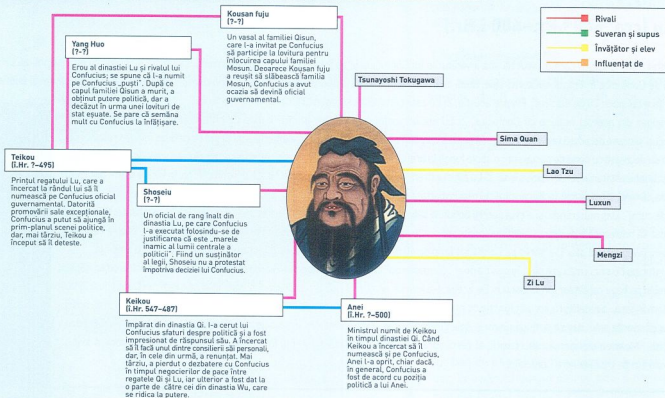 Kousan fuju
(?-?)
Un vasal al familiei Qisun,
care l-a invitat pe Confucius
să participe la lovitura pentru
înlocuirea capului familiei
Mosun. Deoarece Kousan fuju
a reușit să slăbească familia
Mosun, Confucius a avut
ocazia să devină oficial
guvernamental.
Rivali
Suveran și supus
Învățător și elev
Influențat de
Yang Huo
(?-?)
Erou al dinastiei Lu și rivalul lui
Confucius; se spune că l-a numit
pe Confucius „puști”. După ce
capul familiei Qisun a murit, a
obținut putere politică, dar a
decăzut în urma unei lovituri de
stat eșuate. Se pare că semăna
mult cu Confucius la înfățișare.
Tsunayoshi Tokugawa
Sima Quan
Lao Tzu
Luxun
Mengzi
Zi Lu
Teikou
(î.Hr. ?–495)
Prințul regatului Lu, care a
încercat la rândul lui să îl
numească pe Confucius oficial
guvernamental. Datorită
promovării sale excepționale,
Confucius a putut să ajungă în
prim-planul scenei politice,
dar, mai târziu, Teikou a
început să îl deteste.
Shoseiu
(?-?)
Un oficial de rang înalt din
dinastia Lu, pe care Confucius
l-a executat folosindu-se de
justificarea că este „marele
inamic al lumii centrale a
politicii”. Fiind un susținător
al legii, Shoseiu nu a protestat
împotriva deciziei lui Confucius.
Keikou
(î.Hr. 547–487)
Împărat din dinastia Qi. I-a cerut lui
Confucius sfaturi despre politică și a fost
impresionat de răspunsul său. A încercat
să îl facă unul dintre consilierii săi personali,
dar, în cele din urmă, a renunțat. Mai
târziu, a pierdut o dezbatere cu Confucius
în timpul negocierilor de pace între
regatele Qi și Lu, iar ulterior a fost dat la
o parte de către cei din dinastia Wu, care
se ridica la putere.
Anei
(î.Hr. ?–500)
Ministrul numit de Keikou
în timpul dinastiei Qi. Când
Keikou a încercat să îl
numească și pe Confucius,
Anei l-a oprit, chiar dacă,
în general, Confucius a
fost de acord cu poziția
politică a lui Anei.